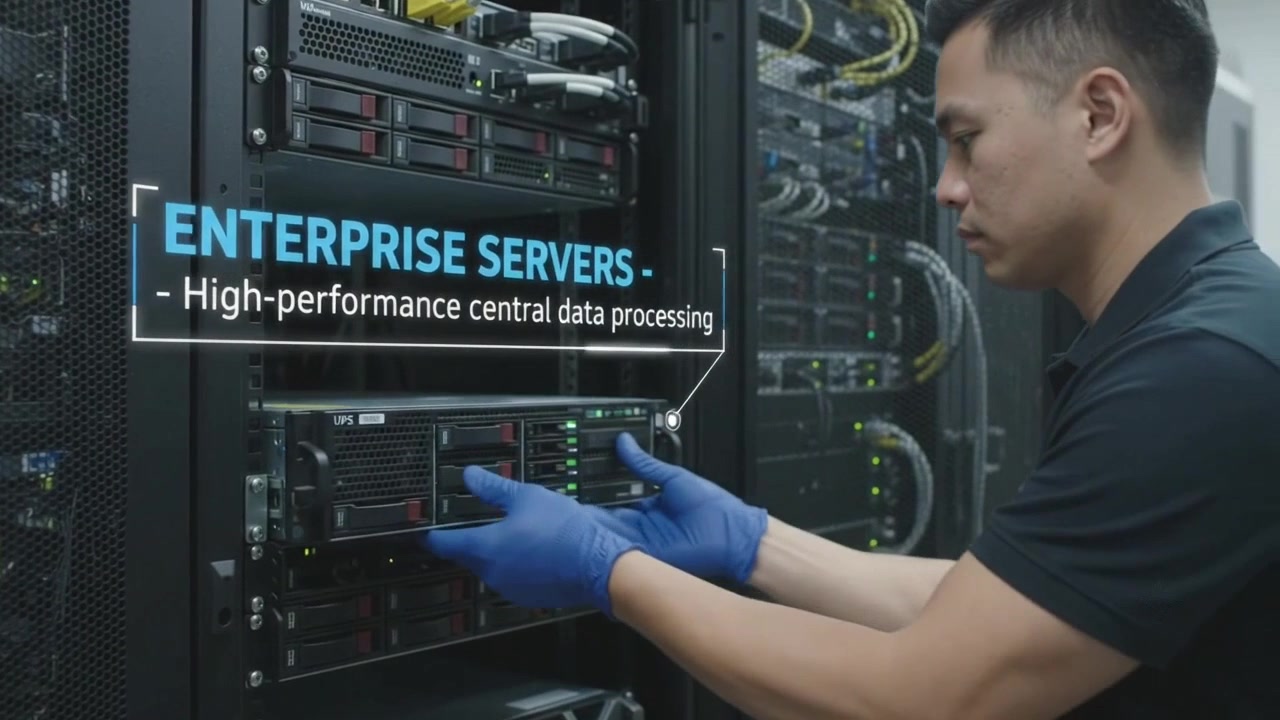 ENTERPRISE SERVERS -
- High-performance central data processing
UPS